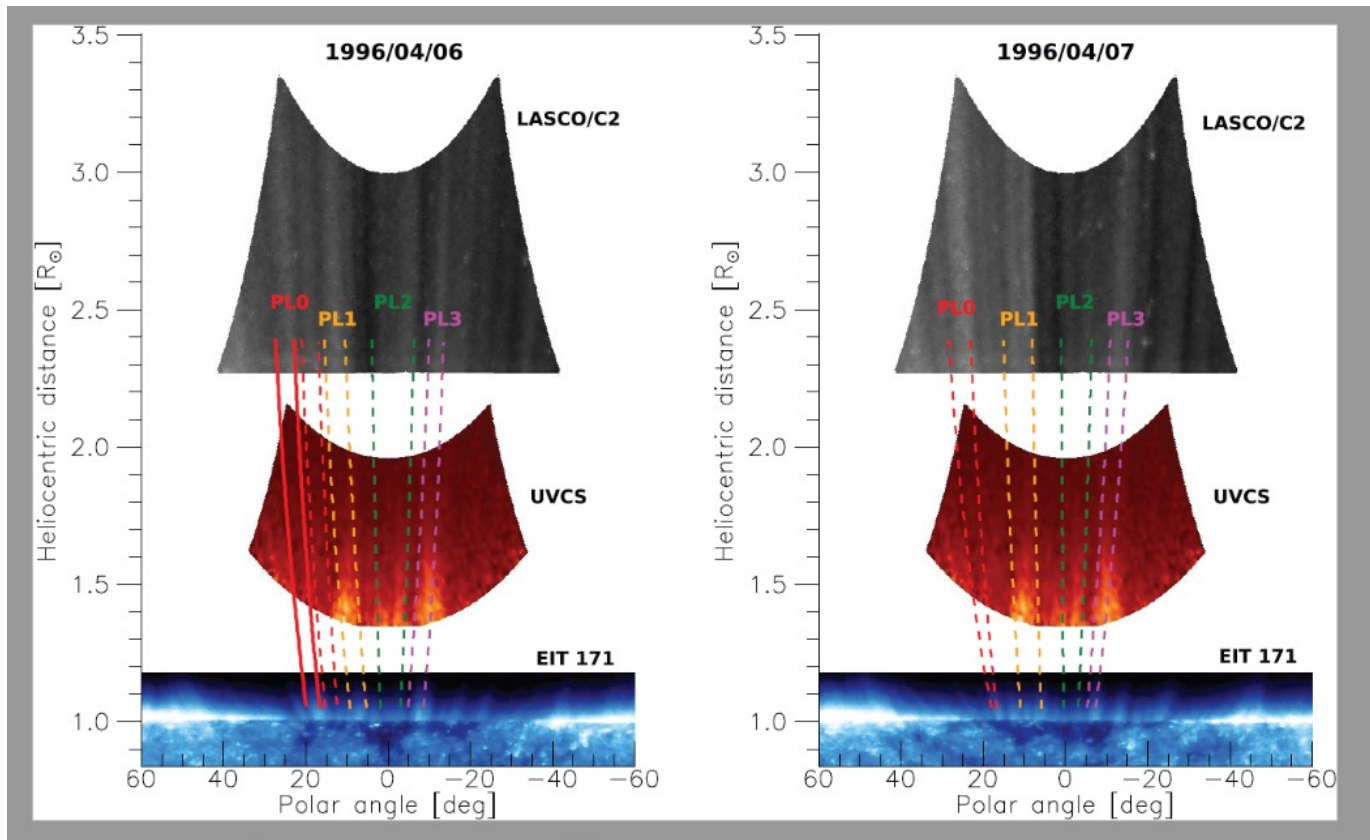 1996/04/06
LASCO/C2
3.5
3.0
2.5
2.0
1.5
1.0
Heliocentric distance [R☉]
PL0
PL1
PL2
PL3
UVCS
EIT 171
60 40 20 0 −20 −40 −60
Polar angle [deg]
1996/04/07
LASCO/C2
3.5
3.0
2.5
2.0
1.5
1.0
Heliocentric distance [R☉]
PL0
PL1
PL2
PL3
UVCS
EIT 171
60 40 20 0 −20 −40 −60
Polar angle [deg]